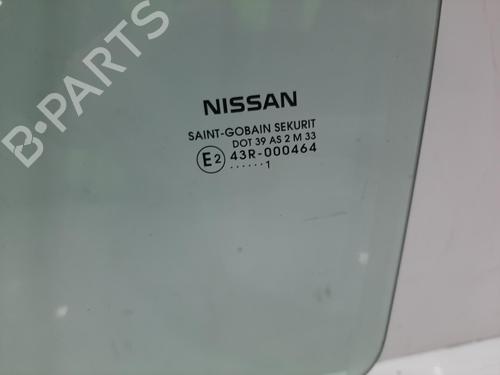 B-PARTS
NISSAN
SAINT-GOBAIN SEKURIT
DOT 39 AS 2 M 33
E2 43R-000464
......1